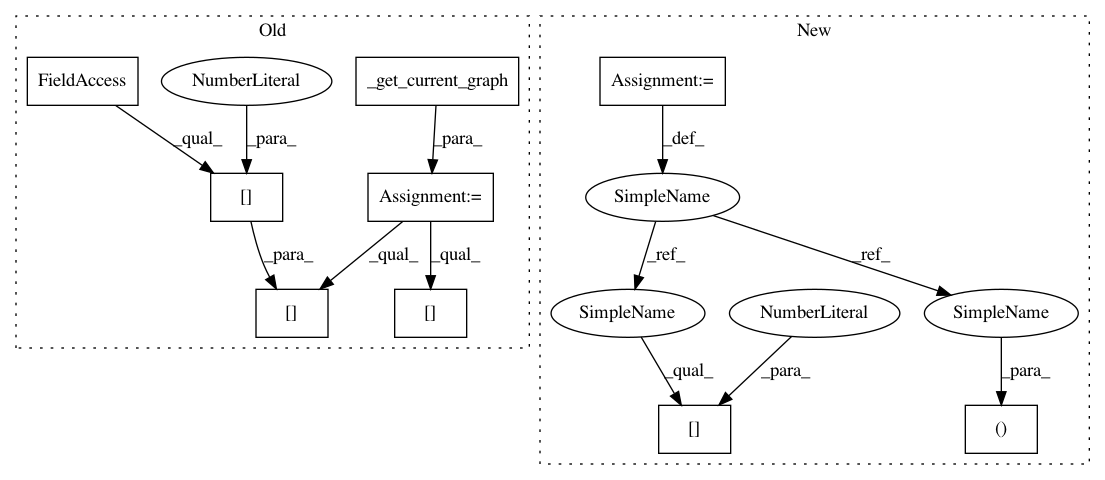 Old
New
FieldAccess
NumberLiteral
_get_current_graph
Assignment:=
_qual_
_para_
_para_
_def_
[]
Assignment:=
SimpleName
_para_
_qual_
_qual_
_ref_
_ref_
[]
[]
SimpleName
NumberLiteral
SimpleName
_qual_
_para_
_para_
[]
()